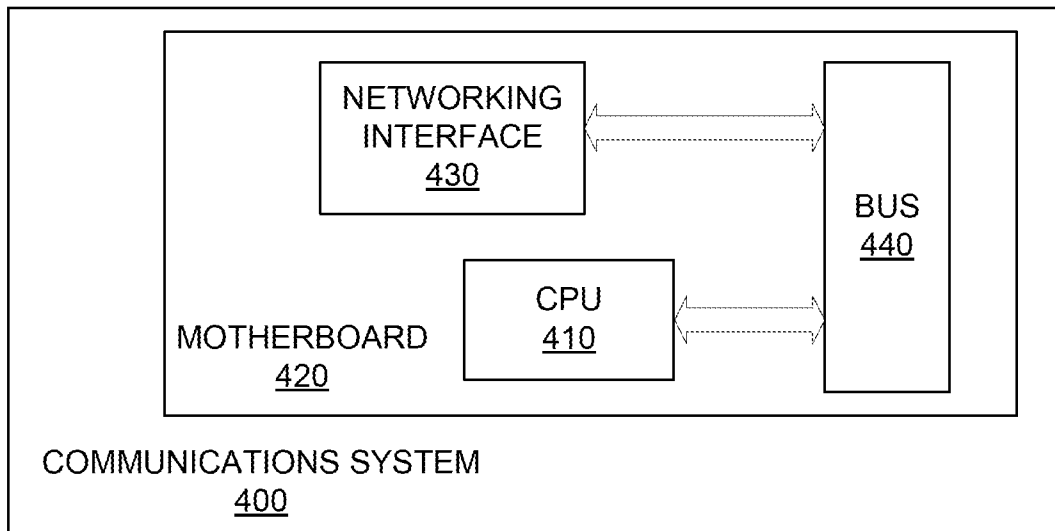 NETWORKING
INTERFACE
430
BUS
440
CPU
410
MOTHERBOARD
420
COMMUNICATIONS SYSTEM
400